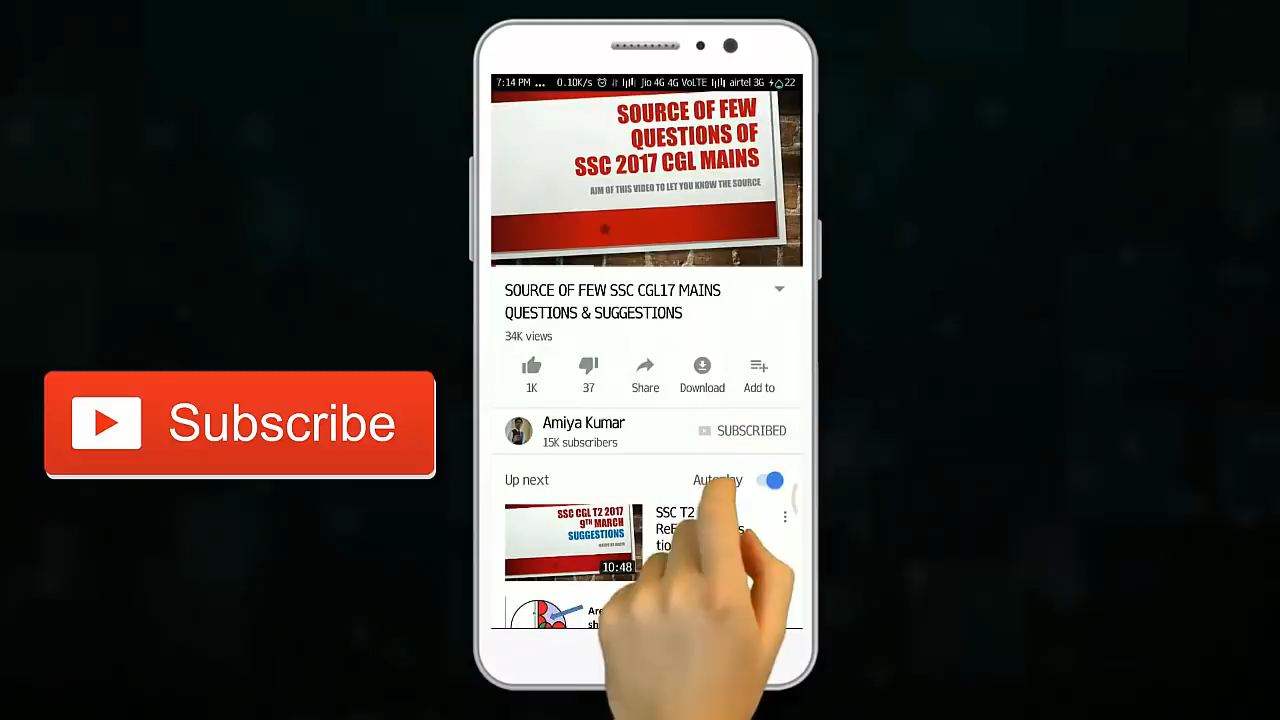 7:14 PM ... 0.10K/s Jio 4G 4G VoLTE airtel 3G 22
SOURCE OF FEW
QUESTIONS OF
SSC 2017 CGL MAINS
AIM OF THIS VIDEO TO LET YOU KNOW THE SOURCE
SOURCE OF FEW SSC CGL17 MAINS
QUESTIONS & SUGGESTIONS
34K views
1K 37 Share Download Add to
Subscribe
Amiya Kumar
15K subscribers
SUBSCRIBED
Up next
Autoplay
SSC CGL T2 2017
9TH MARCH
SUGGESTIONS
10:48
SSC T2